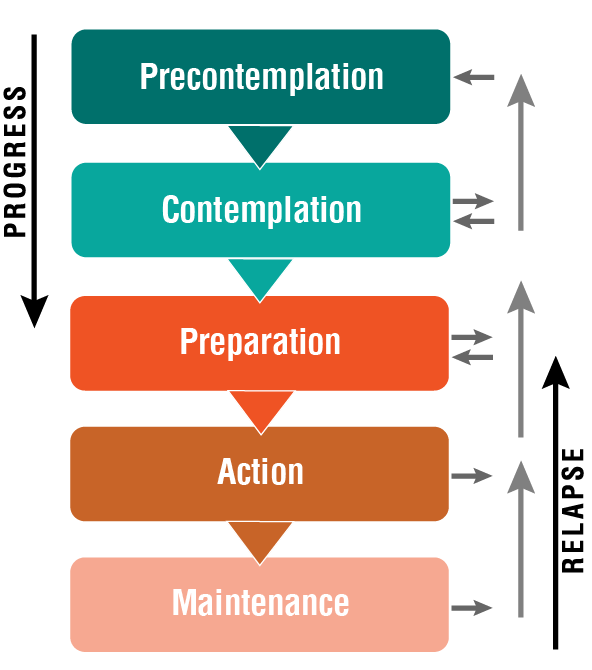 PROGRESS
Precontemplation
Contemplation
Preparation
Action
Maintenance
RELAPSE